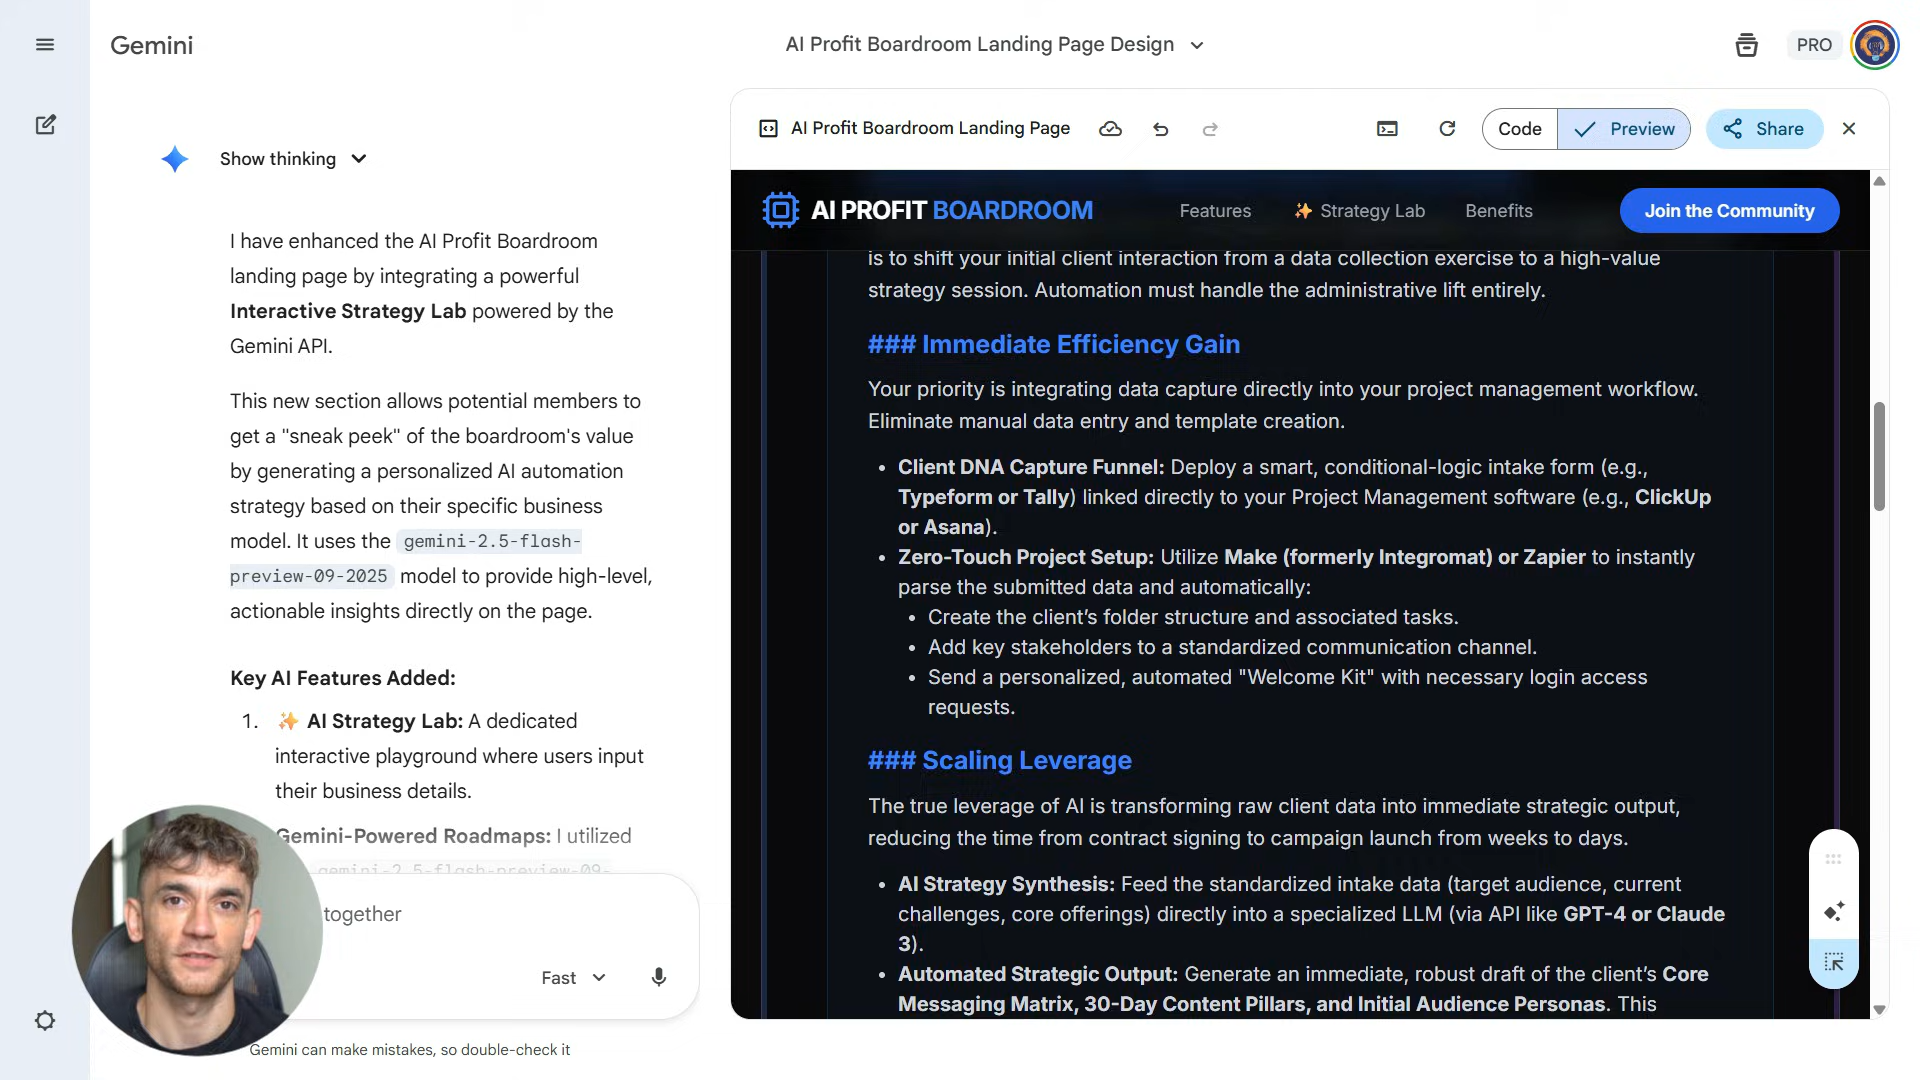 Gemini
AI Profit Boardroom Landing Page Design
PRO
Show thinking
I have enhanced the AI Profit Boardroom
landing page by integrating a powerful
Interactive Strategy Lab powered by the
Gemini API.
This new section allows potential members to
get a "sneak peek" of the boardroom's value
by generating a personalized AI automation
strategy based on their specific business
model. It uses the gemini-2.5-flash-
preview-09-2025 model to provide high-level,
actionable insights directly on the page.
Key AI Features Added:
1. ✨ AI Strategy Lab: A dedicated
interactive playground where users input
their business details.
Gemini-Powered Roadmaps: I utilized
gemini-2.5-flash-preview-09-
together
Fast
Gemini can make mistakes, so double-check it
AI Profit Boardroom Landing Page
Code
Preview
Share
AI PROFIT BOARDROOM
Features
✨ Strategy Lab
Benefits
Join the Community
is to shift your initial client interaction from a data collection exercise to a high-value
strategy session. Automation must handle the administrative lift entirely.
### Immediate Efficiency Gain
Your priority is integrating data capture directly into your project management workflow.
Eliminate manual data entry and template creation.
• Client DNA Capture Funnel: Deploy a smart, conditional-logic intake form (e.g.,
Typeform or Tally) linked directly to your Project Management software (e.g., ClickUp
or Asana).
• Zero-Touch Project Setup: Utilize Make (formerly Integromat) or Zapier to instantly
parse the submitted data and automatically:
• Create the client’s folder structure and associated tasks.
• Add key stakeholders to a standardized communication channel.
• Send a personalized, automated "Welcome Kit" with necessary login access
requests.
### Scaling Leverage
The true leverage of AI is transforming raw client data into immediate strategic output,
reducing the time from contract signing to campaign launch from weeks to days.
• AI Strategy Synthesis: Feed the standardized intake data (target audience, current
challenges, core offerings) directly into a specialized LLM (via API like GPT-4 or Claude
3).
• Automated Strategic Output: Generate an immediate, robust draft of the client’s Core
Messaging Matrix, 30-Day Content Pillars, and Initial Audience Personas. This